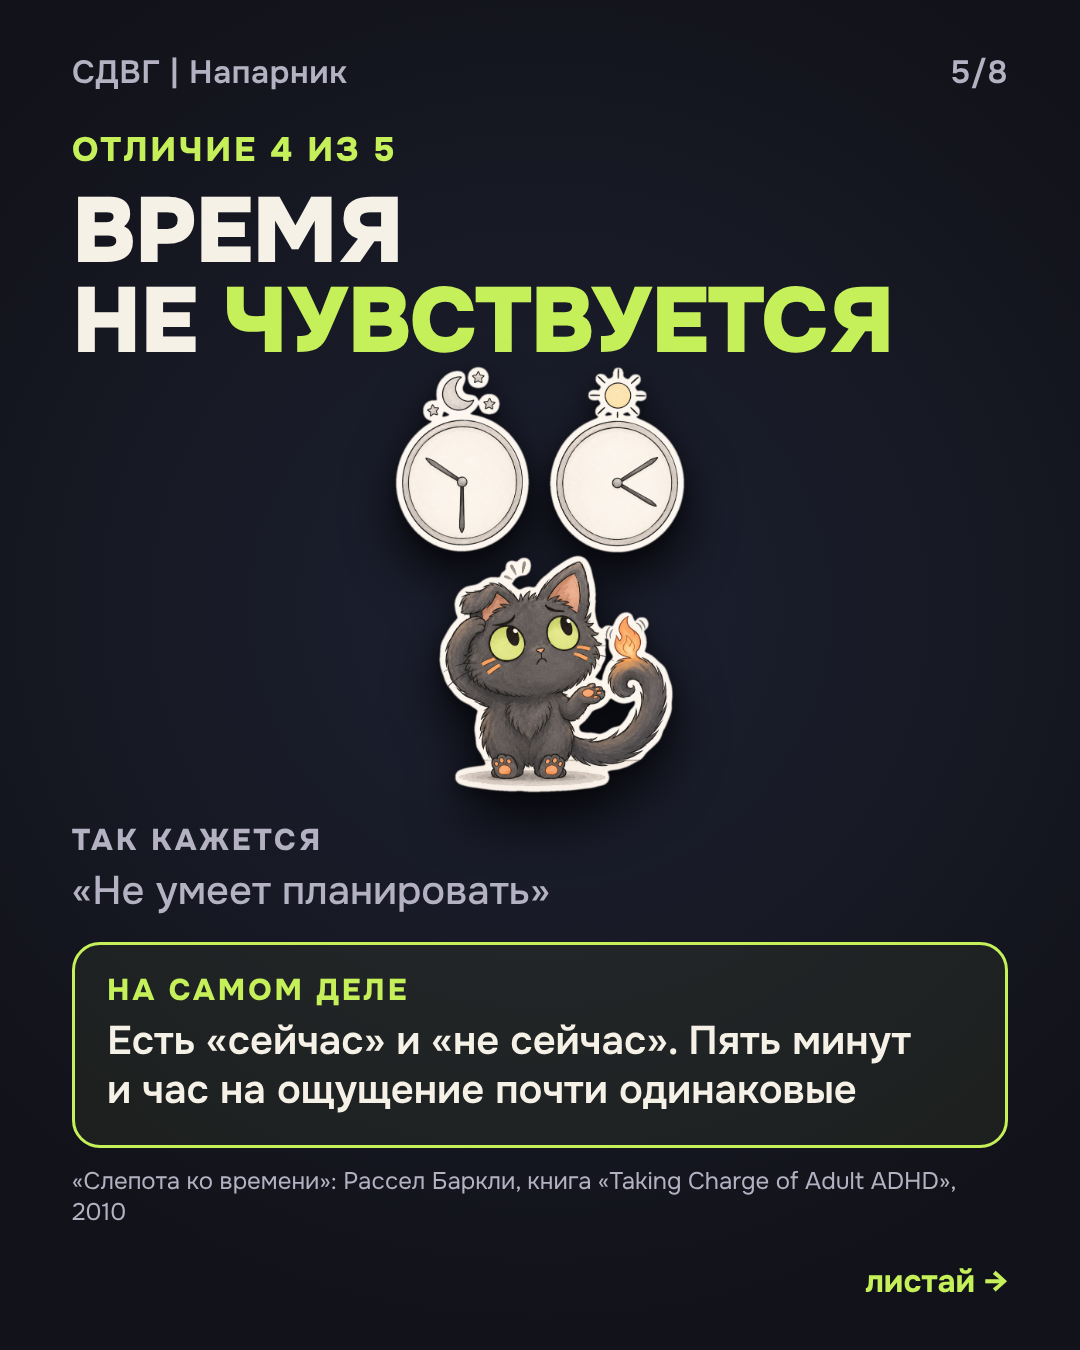 СДВГ | Напарник
5/8
ОТЛИЧИЕ 4 ИЗ 5
ВРЕМЯ
НЕ ЧУВСТВУЕТСЯ
ТАК КАЖЕТСЯ
«Не умеет планировать»
НА САМОМ ДЕЛЕ
Есть «сейчас» и «не сейчас». Пять минут
и час на ощущение почти одинаковые
«Слепота ко времени»: Рассел Баркли, книга «Taking Charge of Adult ADHD»,
2010
листай →